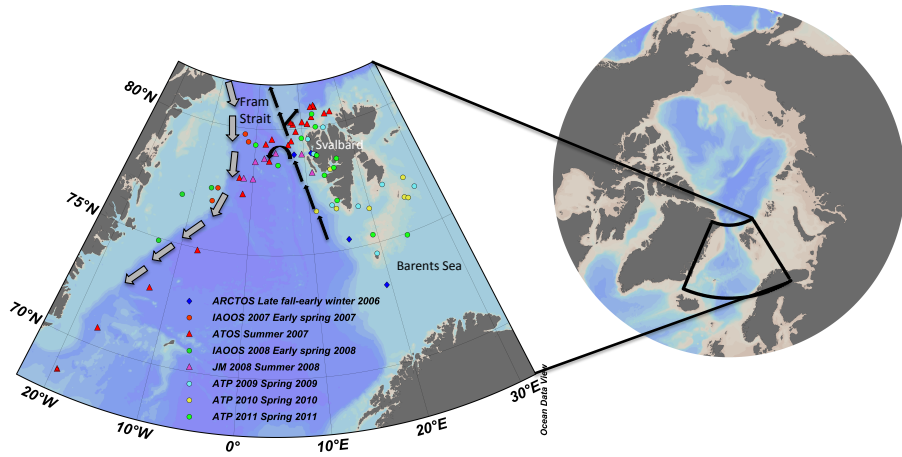 80°N
Fram
Strait
Svalbard
75°N
Barents Sea
70°N
ARCTOS Late fall-early winter 2006
IAOOS 2007 Early spring 2007
ATOS Summer 2007
IAOOS 2008 Early spring 2008
JM 2008 Summer 2008
ATP 2009 Spring 2009
ATP 2010 Spring 2010
ATP 2011 Spring 2011
20°W
10°W
0°
10°E
20°E
30°E
Ocean Data View